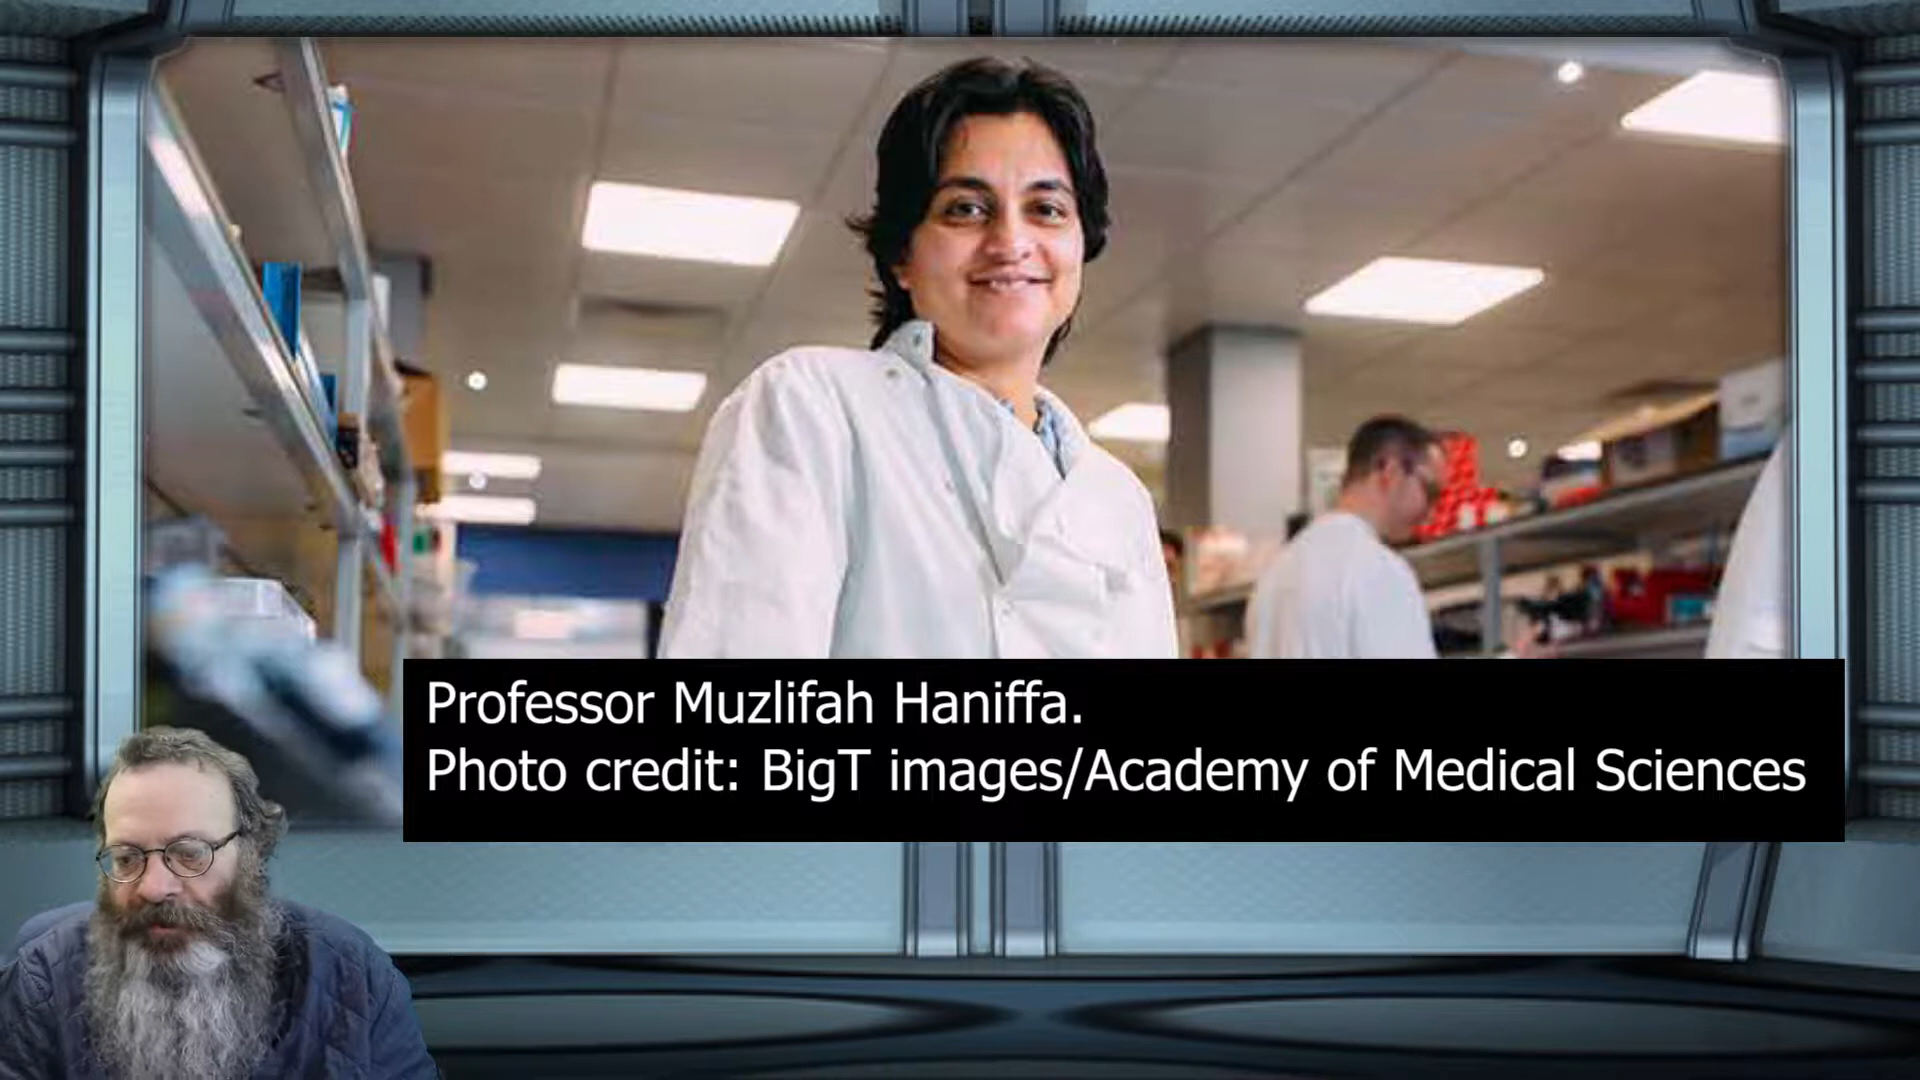 Professor Muzlifah Haniffa.
Photo credit: BigT images/Academy of Medical Sciences